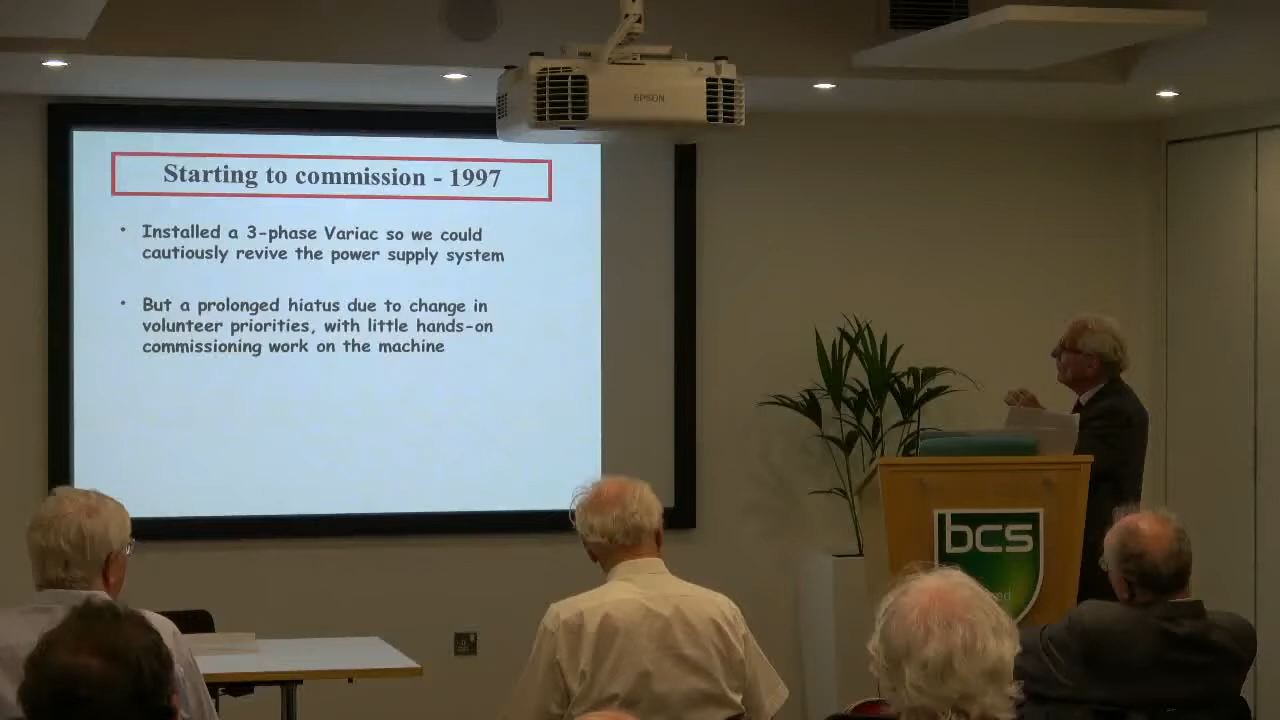 EPSON
Starting to commission - 1997
• Installed a 3-phase Variac so we could
cautiously revive the power supply system
• But a prolonged hiatus due to change in
volunteer priorities, with little hands-on
commissioning work on the machine
bcs